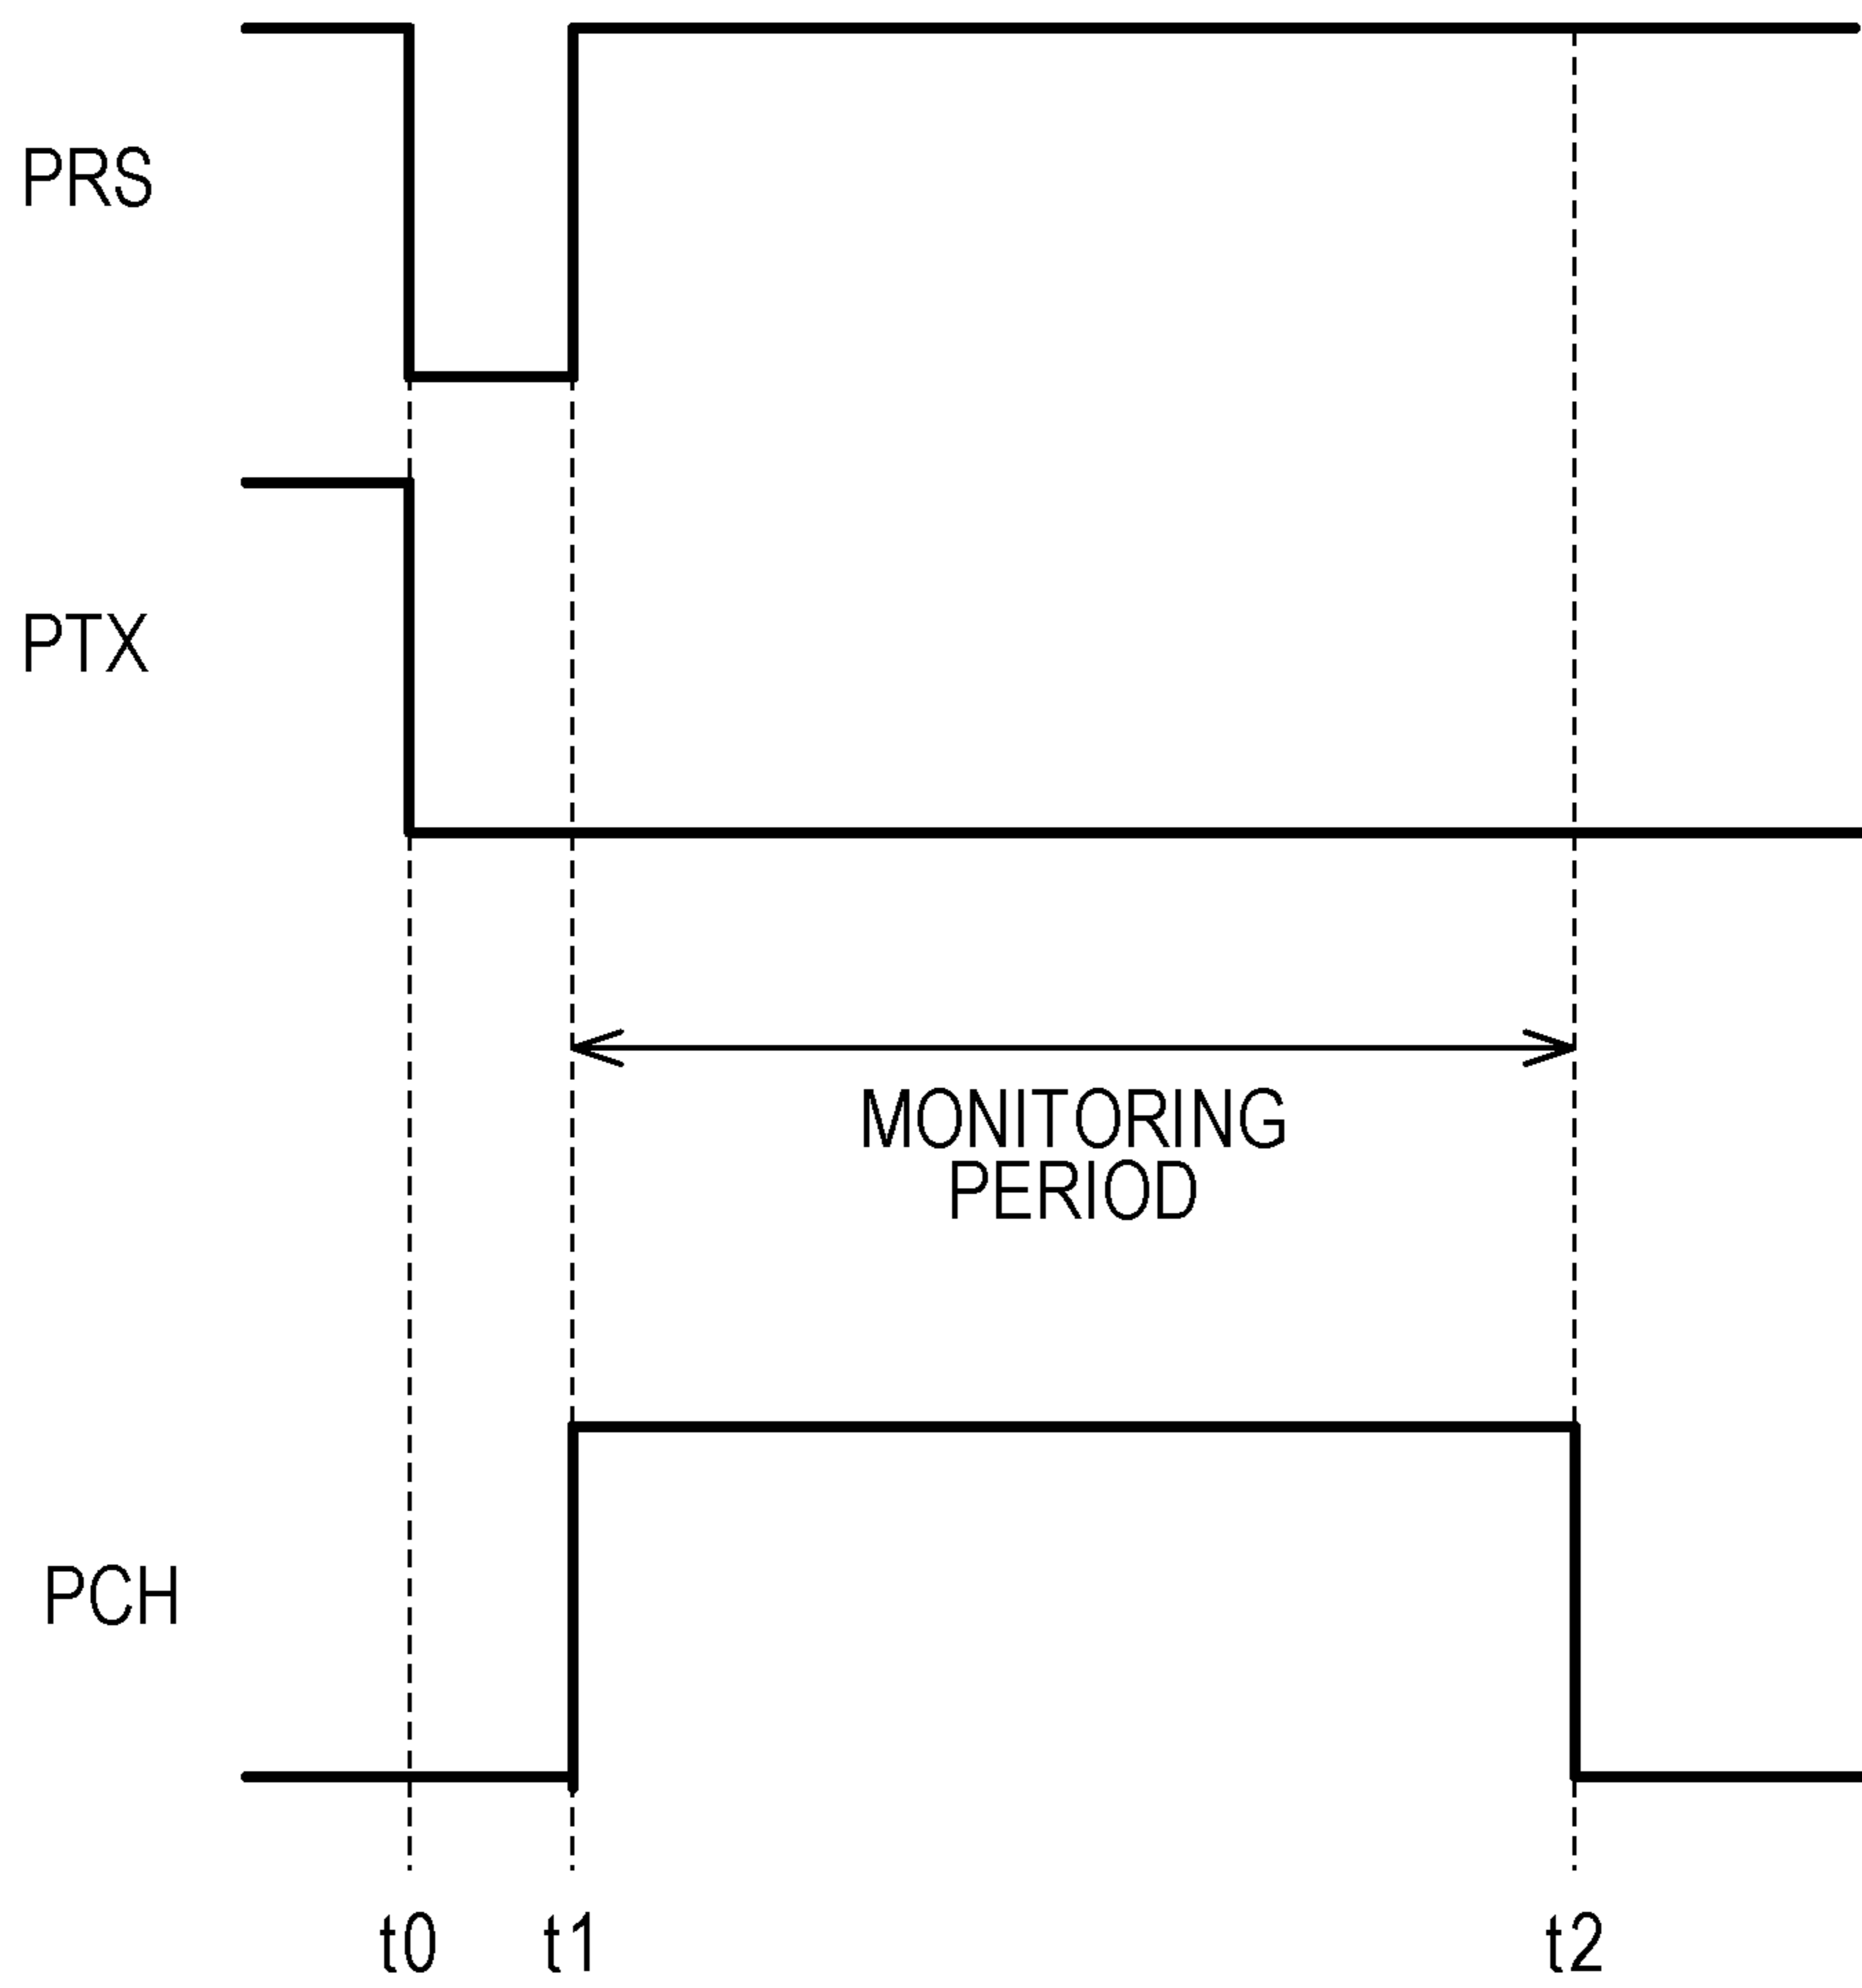 PRS
PTX
MONITORING
PERIOD
PCH
t0
t1
t2